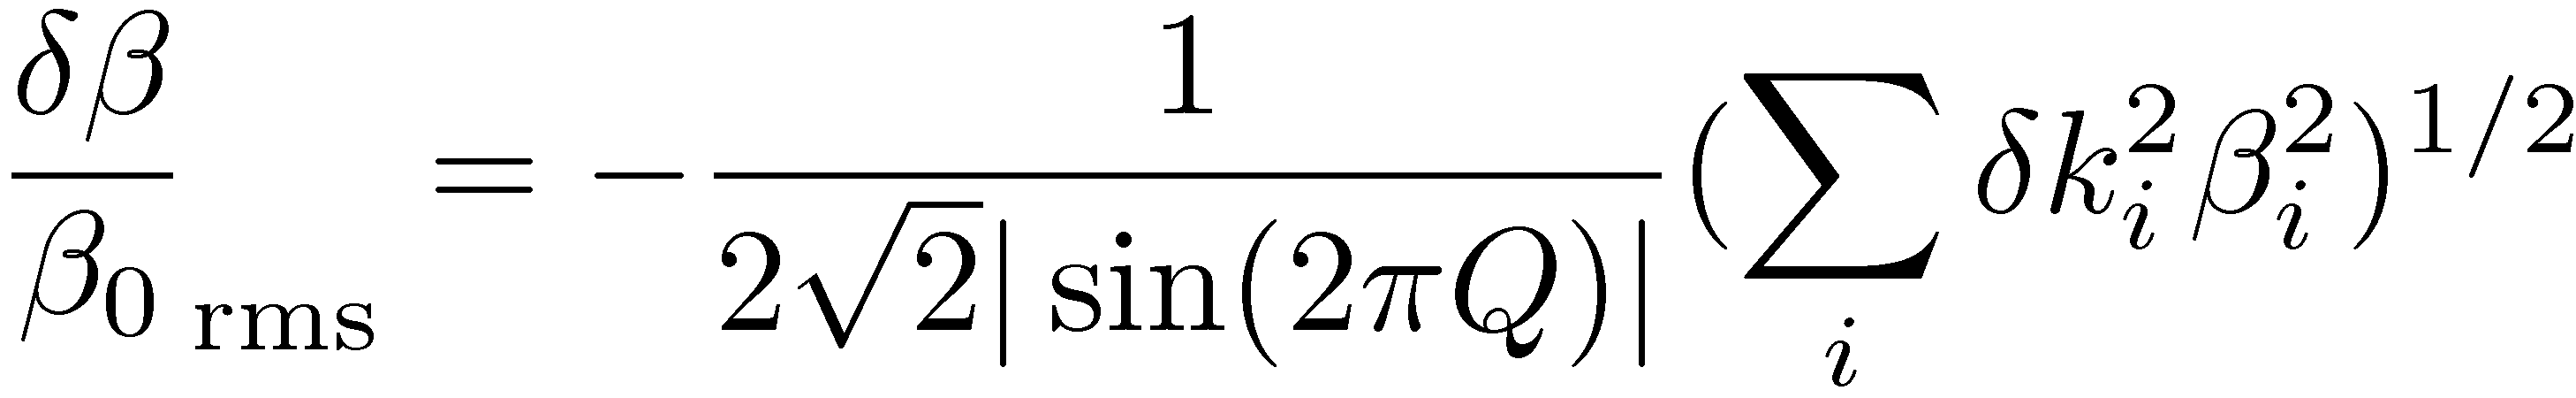 \frac{\delta\beta}{\beta_0}_{\text{rms}} = -\frac{1}{2\sqrt{2}|\sin(2\pi Q)|}(\sum_i \delta k_i^2 \beta_i^2)^{1/2}